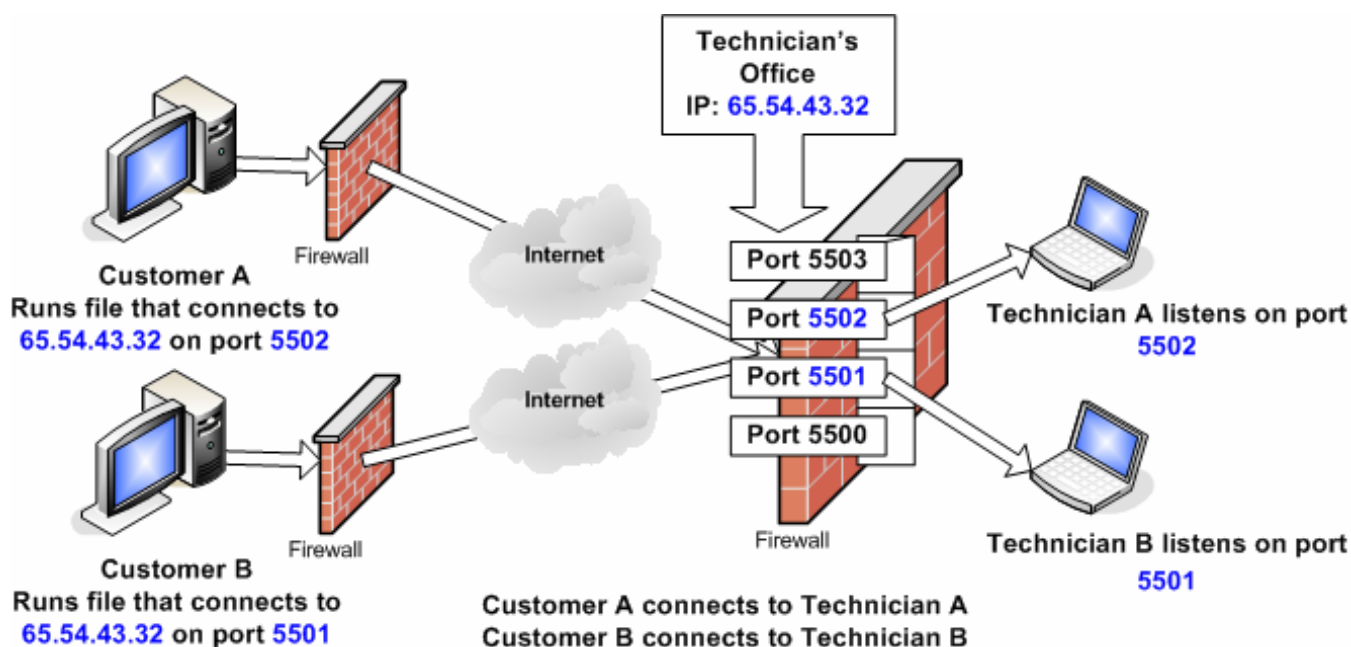 Technician's
Office
IP: 65.54.43.32
Firewall
Internet
Customer A
Runs file that connects to
65.54.43.32 on port 5502
Port 5503
Port 5502
Port 5501
Port 5500
Technician A listens on port
5502
Firewall
Internet
Customer B
Runs file that connects to
65.54.43.32 on port 5501
Firewall
Technician B listens on port
5501
Customer A connects to Technician A
Customer B connects to Technician B